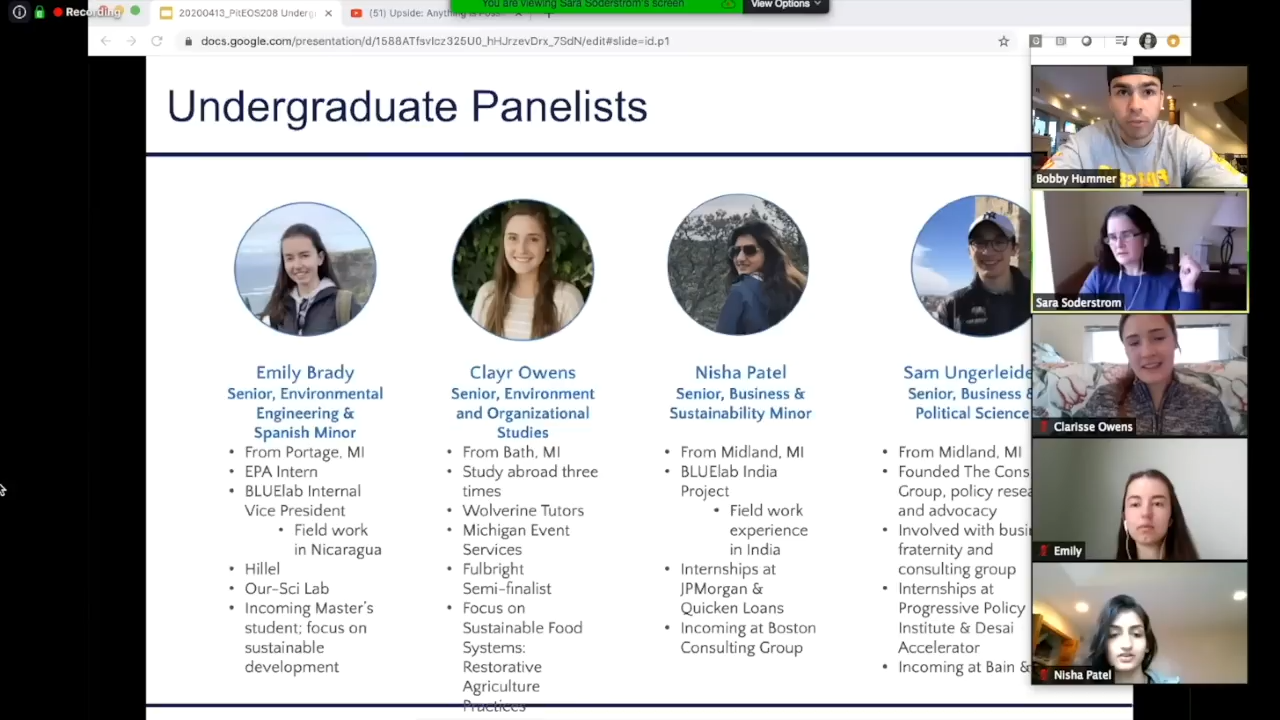 Recording
20200413_PitEOS208 Underg
(51) Upside: Anything is Poss
You are viewing Sara Soderstrom's screen
View Options
docs.google.com/presentation/d/1588ATfsvIcz325U0_hHJrzevDrx_7SdN/edit#slide=id.p1
Undergraduate Panelists
Emily Brady
Senior, Environmental
Engineering &
Spanish Minor
• From Portage, MI
• EPA Intern
• BLUElab Internal
Vice President
• Field work
in Nicaragua
• Hillel
• Our-Sci Lab
• Incoming Master's
student; focus on
sustainable
development
Clayr Owens
Senior, Environment
and Organizational
Studies
• From Bath, MI
• Study abroad three
times
• Wolverine Tutors
• Michigan Event
Services
• Fulbright
Semi-finalist
• Focus on
Sustainable Food
Systems:
Restorative
Agriculture
Practices
Nisha Patel
Senior, Business &
Sustainability Minor
• From Midland, MI
• BLUElab India
Project
• Field work
experience
in India
• Internships at
JPMorgan &
Quicken Loans
• Incoming at Boston
Consulting Group
Sam Ungerleide
Senior, Business &
Political Science
• From Midland, MI
• Founded The Cons
Group, policy resea
and advocacy
• Involved with busi
fraternity and
consulting group
• Internships at
Progressive Policy
Institute & Desai
Accelerator
• Incoming at Bain &
Bobby Hummer
Sara Soderstrom
Clarisse Owens
Emily
Nisha Patel